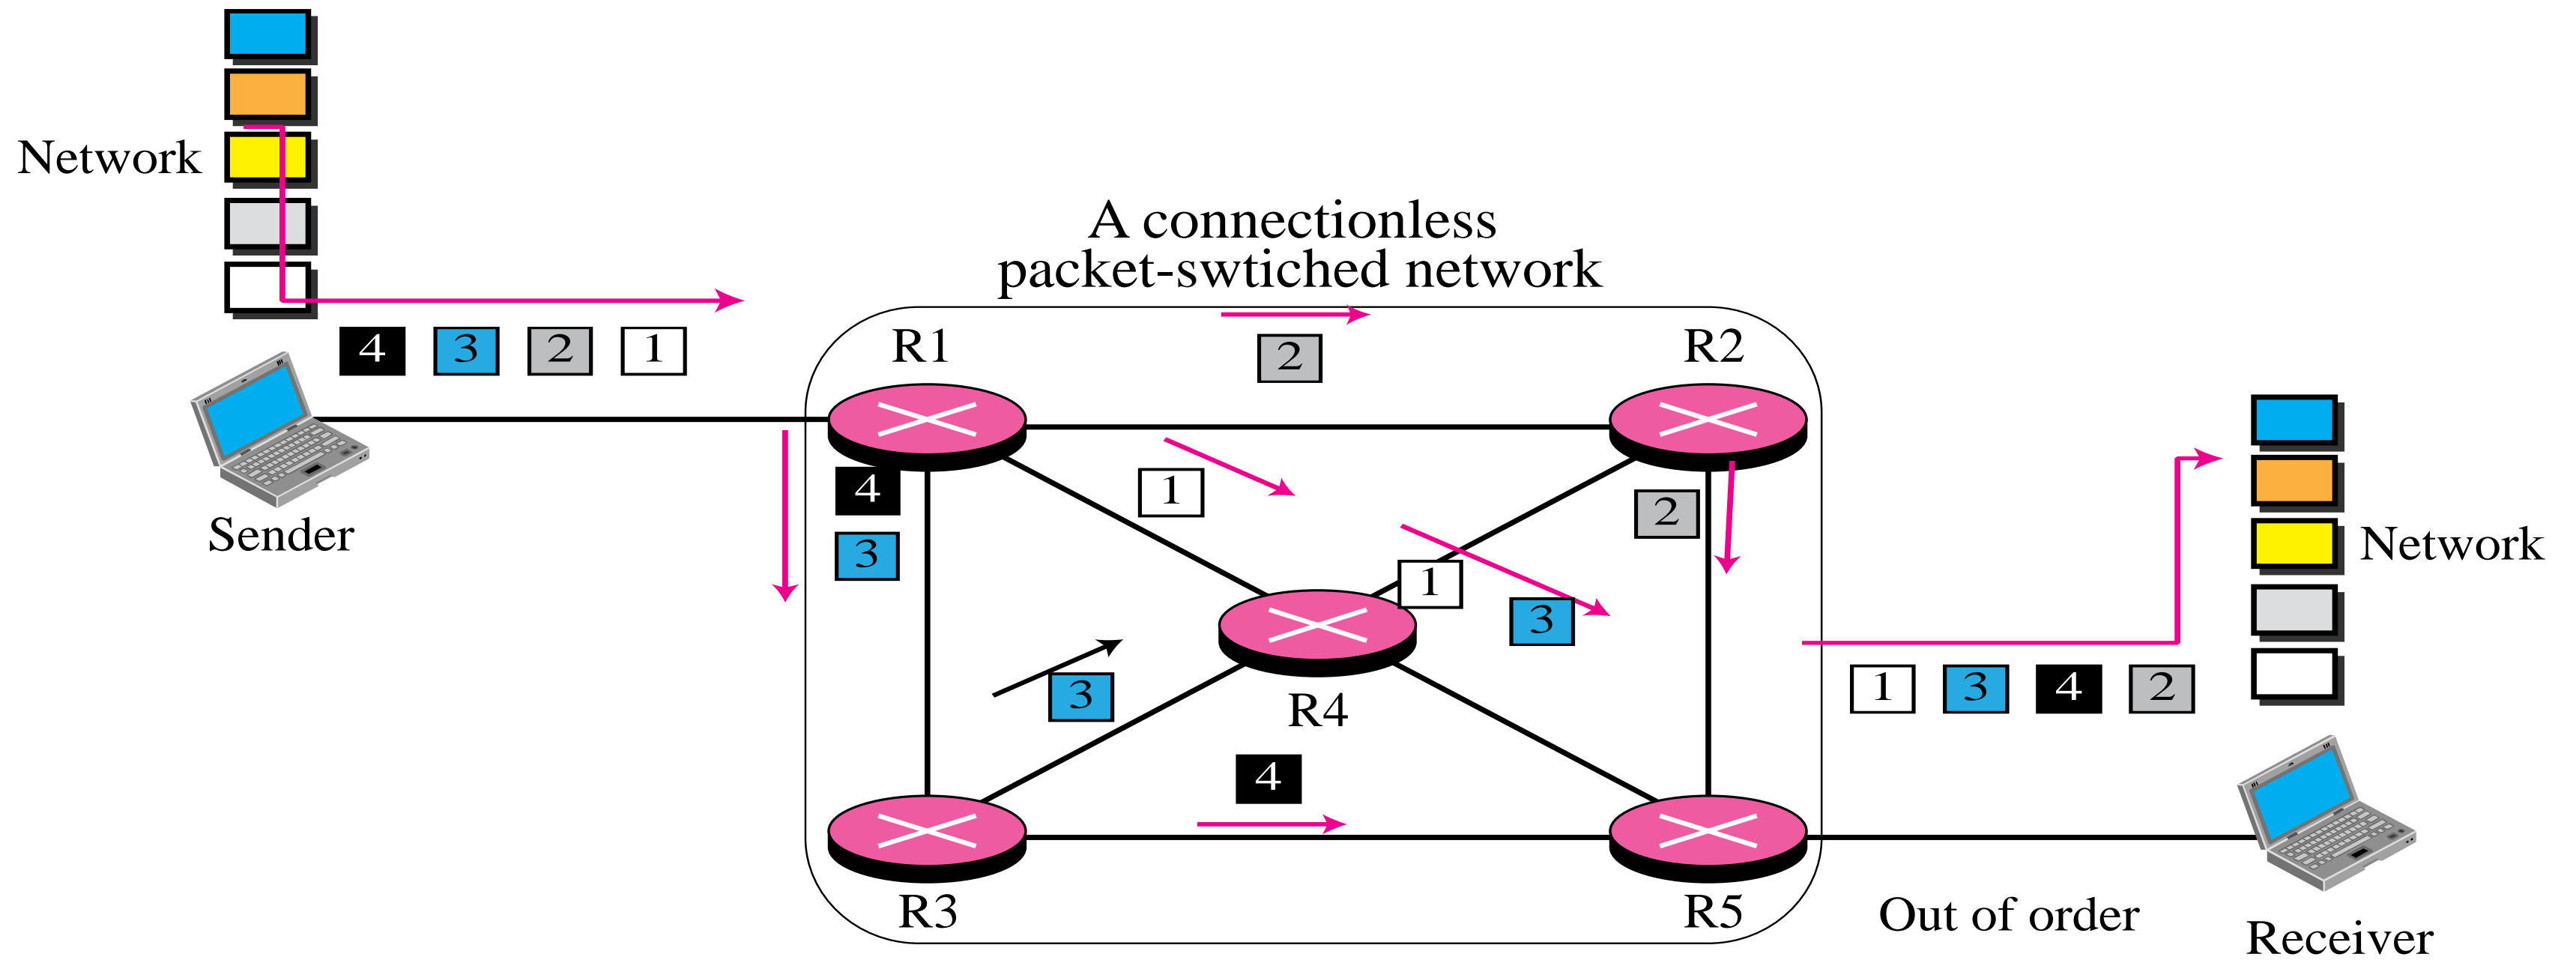 Network
A connectionless
packet-swtiched network
4 3 2 1
R1
2
R2
4
1
2
Sender
3
1
3
Network
3
R4
1 3 4 2
4
R3
R5
Out of order
Receiver